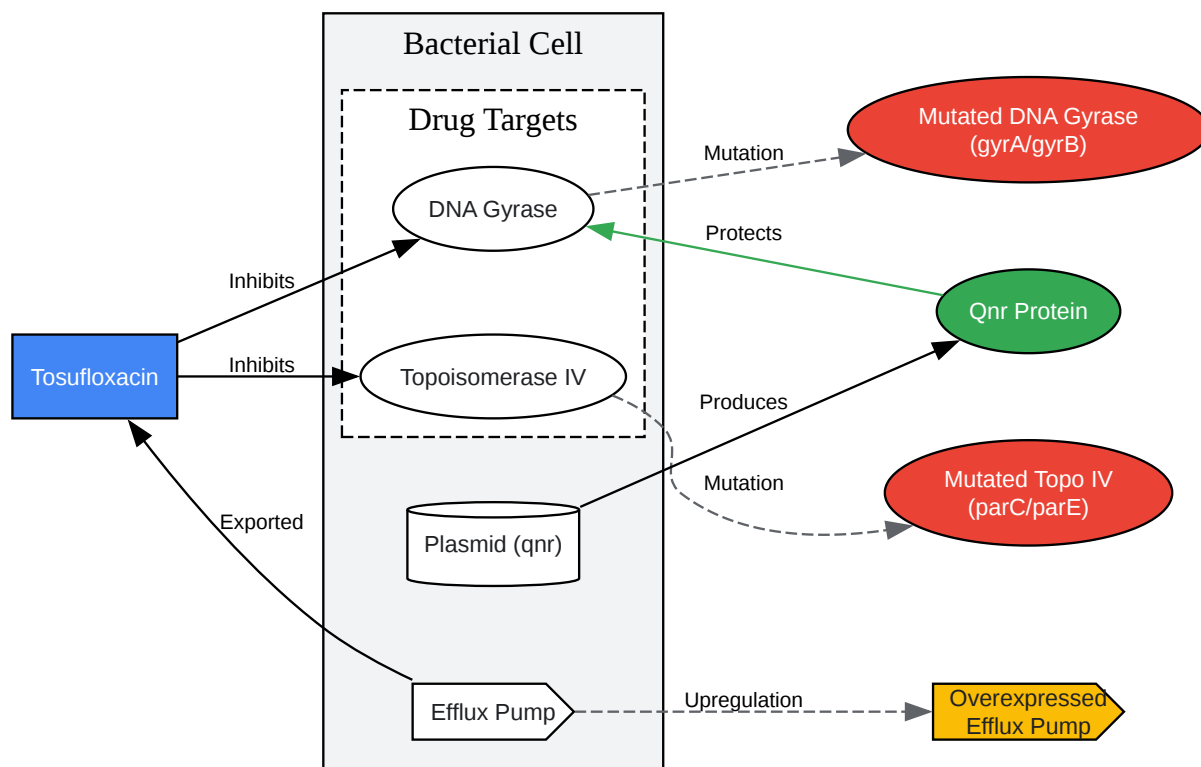 Bacterial Cell
Drug Targets
Mutated DNA Gyrase
(gyrA/gyrB)
Mutation
DNA Gyrase
Protects
Inhibits
Qnr Protein
Tosufloxacin
Inhibits
Topoisomerase IV
Produces
Mutated Topo IV
(parC/parE)
Mutation
Exported
Plasmid (qnr)
Efflux Pump
Upregulation
Overexpressed
Efflux Pump